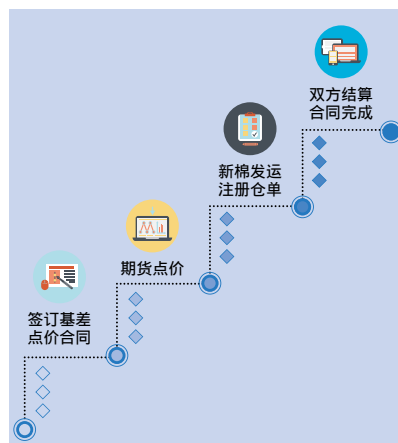 双方结算
合同完成
新棉发运
注册仓单
期货点价
签订基差
点价合同